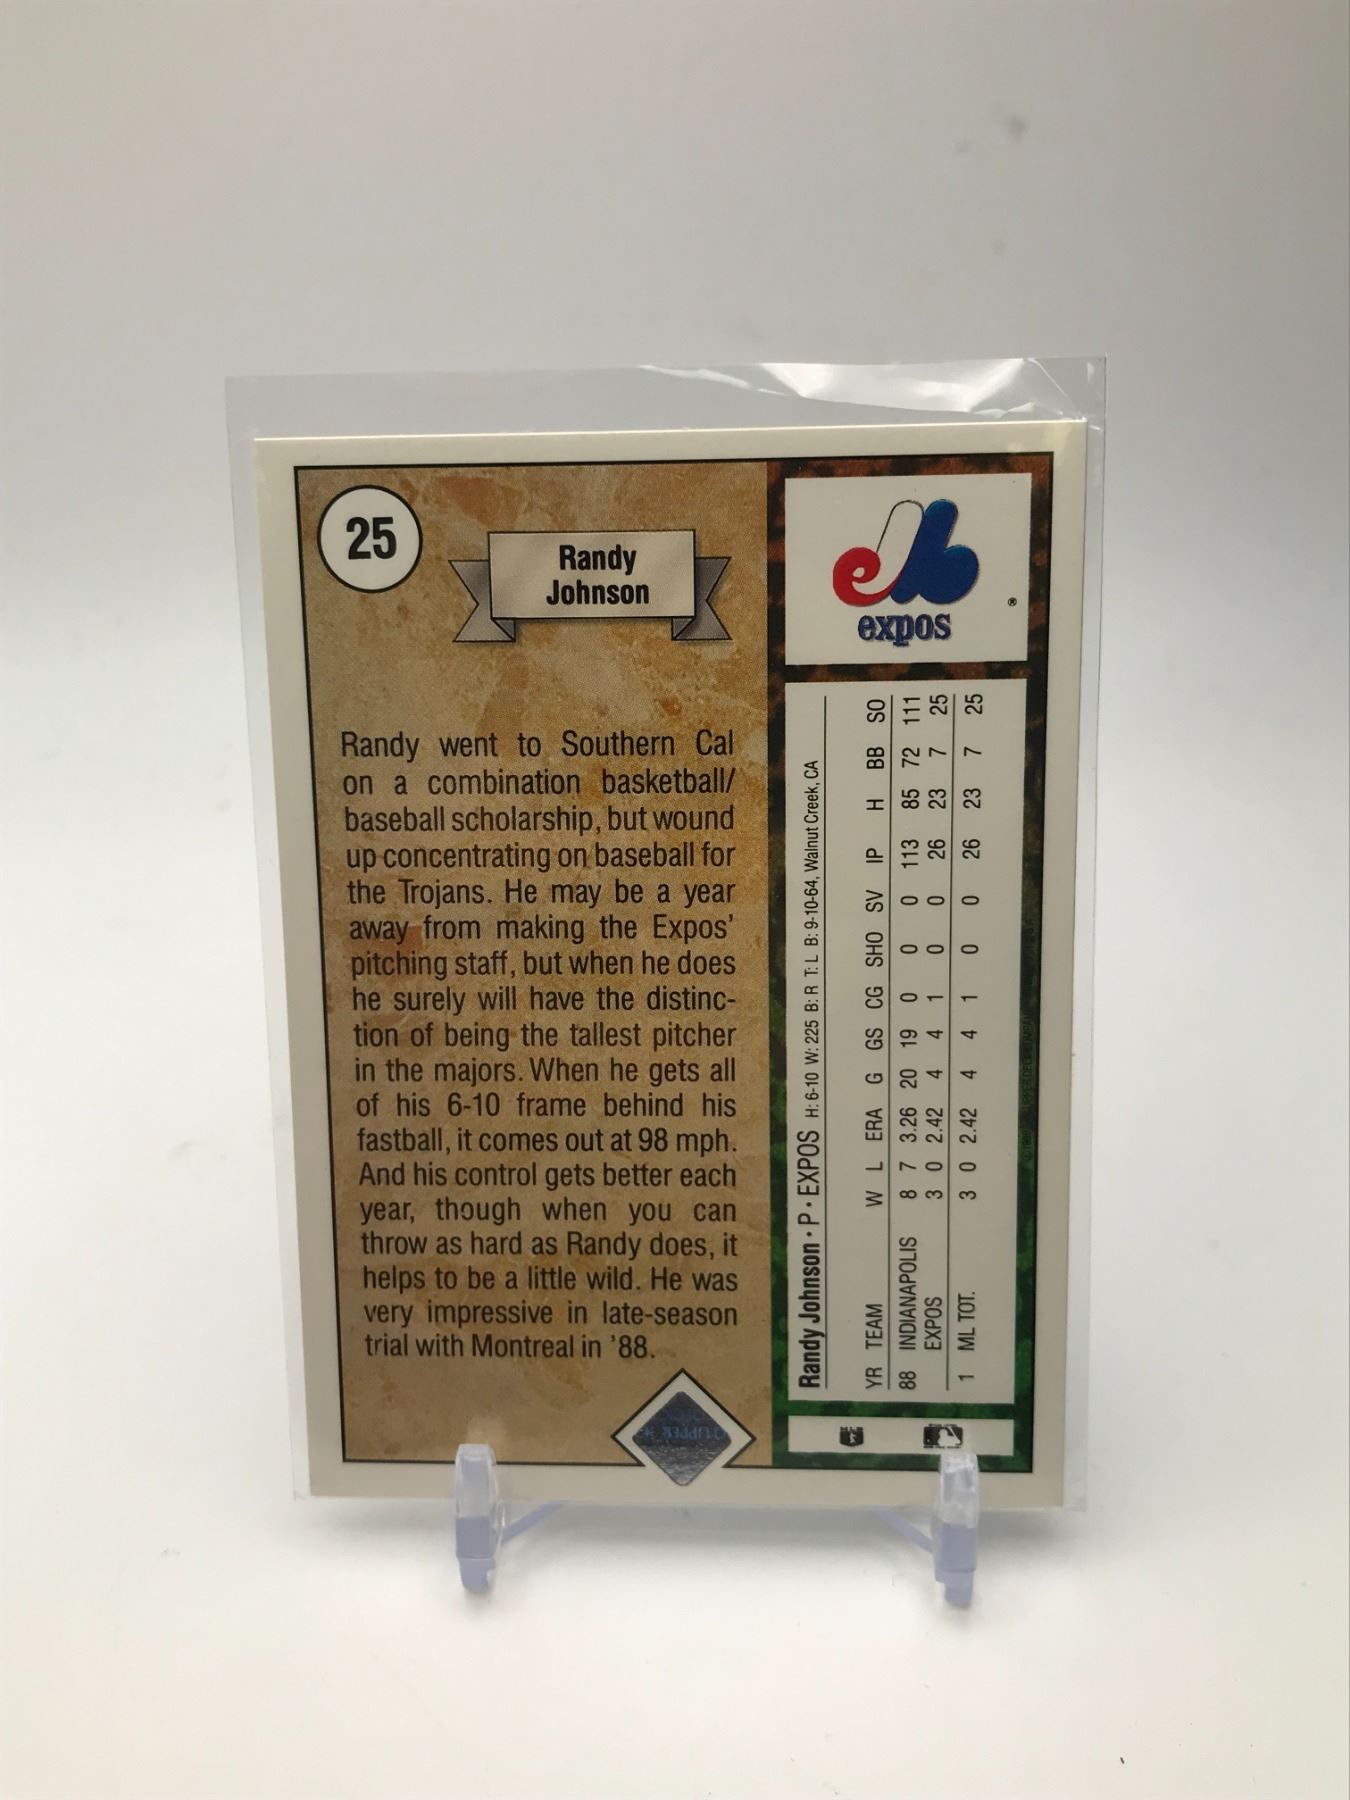 25
Randy
Johnson
Randy went to Southern Cal
on a combination basketball/
baseball scholarship, but wound
up concentrating on baseball for
the Trojans. He may be a year
away from making the Expos'
pitching staff, but when he does
he surely will have the distinc-
tion of being the tallest pitcher
in the majors. When he gets all
of his 6-10 frame behind his
fastball, it comes out at 98 mph.
And his control gets better each
year, though when you can
throw as hard as Randy does, it
helps to be a little wild. He was
very impressive in late-season
trial with Montreal in '88.
expos
®
Randy Johnson • P • EXPOS H: 6-10 W: 225 B: R T: L B: 9-10-64, Walnut Creek, CA
YR TEAM W L ERA G GS CG SHO SV IP H BB SO
88 INDIANAPOLIS 8 7 3.26 20 19 0 0 0 113 85 72 111
EXPOS 3 0 2.42 4 4 1 0 0 26 23 7 25
1 ML TOT. 3 0 2.42 4 4 1 0 0 26 23 7 25
UPPER